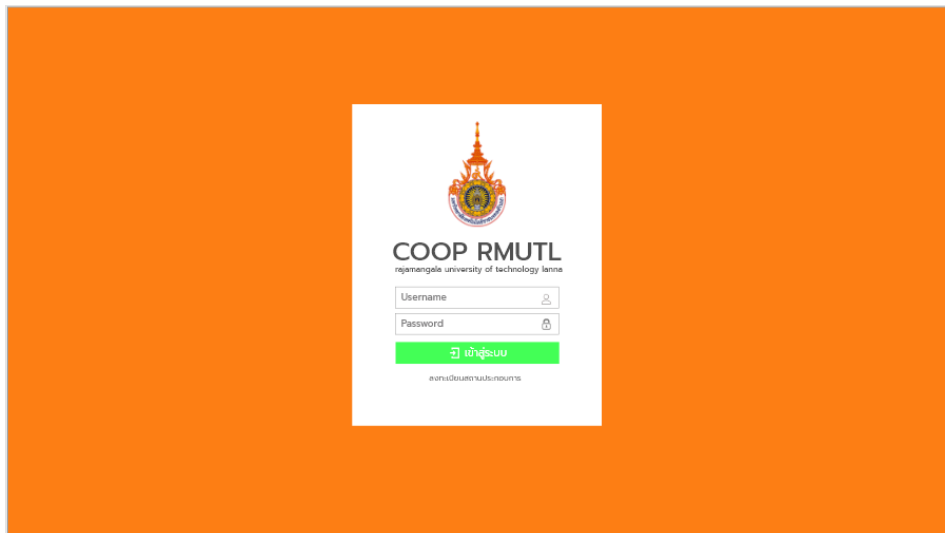 COOP RMUTL
rajamangala university of technology lanna
Username
Password
เข้าสู่ระบบ
ลงทะเบียนสถานประกอบการ